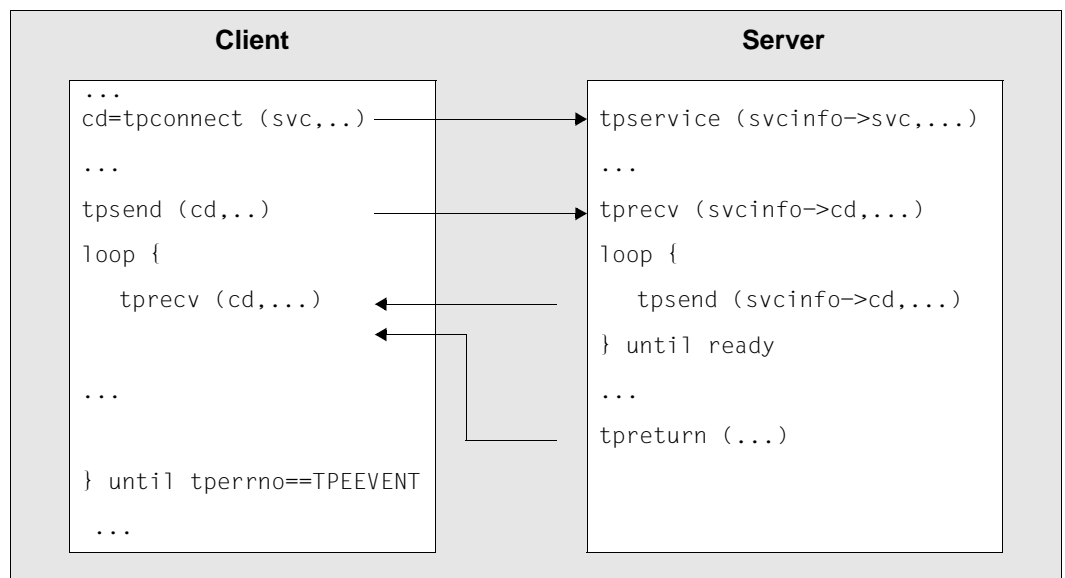 Client
...
cd=tpconnect (svc,..)
...
tpsend (cd,..)
loop {
tprecv (cd,...)
...
} until tperrno==TPEEVENT
...
Server
tpservice (svcinfo->svc,...)
...
tprecv (svcinfo->cd,...)
loop {
tpsend (svcinfo->cd,...)
} until ready
...
tpreturn (...)